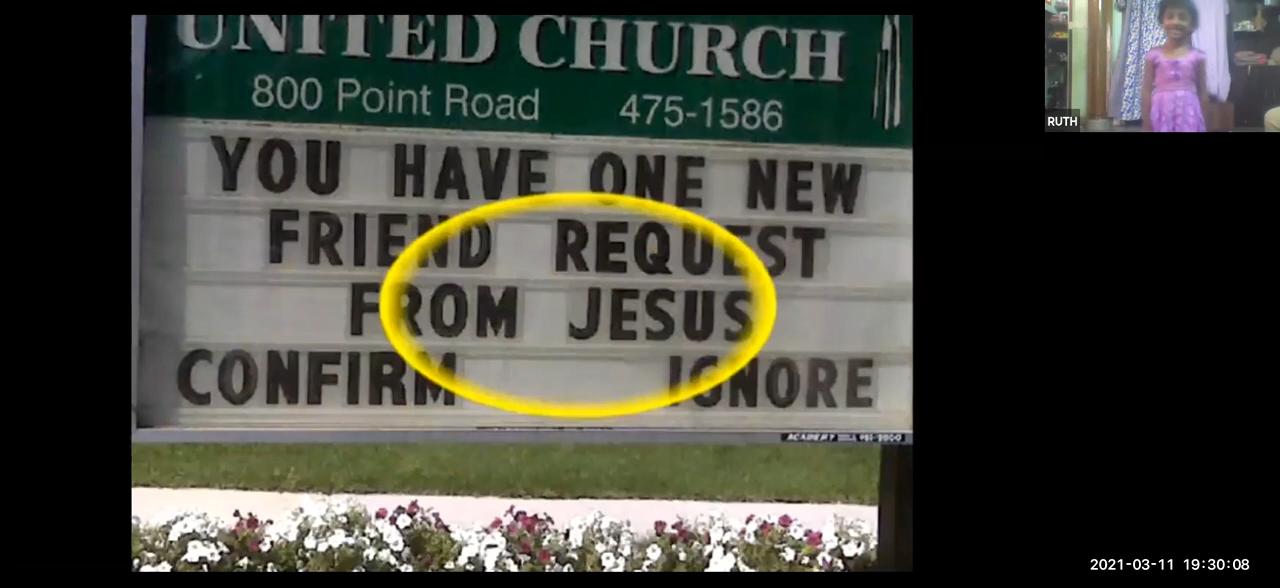 UNITED CHURCH
800 Point Road 475-1586
YOU HAVE ONE NEW
FRIEND REQUEST
FROM JESUS
CONFIRM IGNORE
ACADEMY
RUTH
2021-03-11 19:30:08